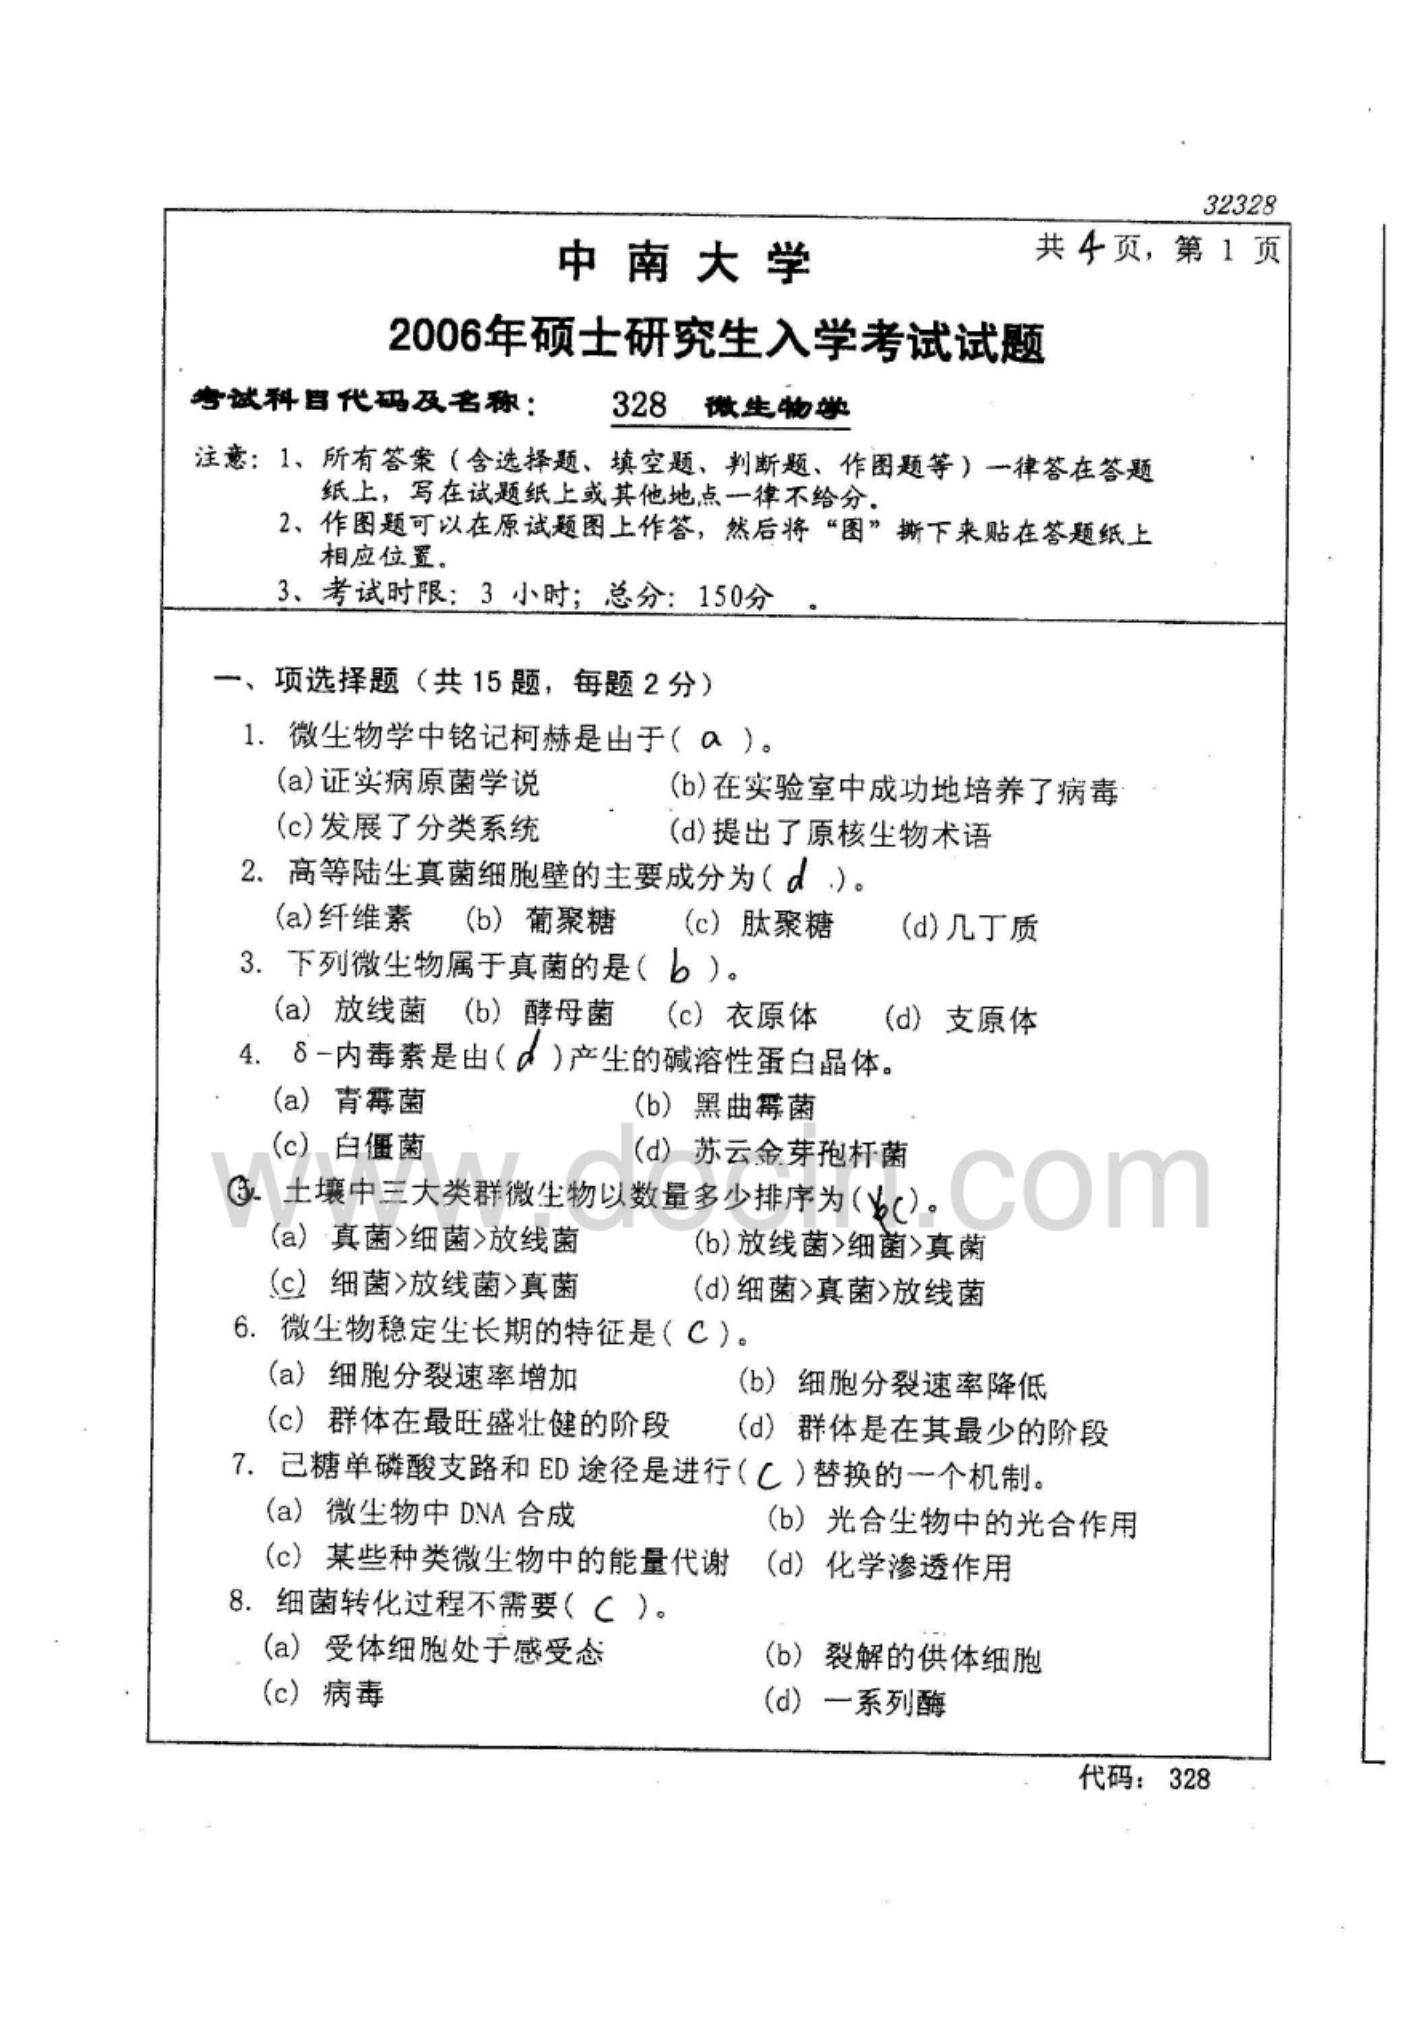 32328
共4页，第 1 页
中 南 大 学
2006年硕士研究生入学考试试题
考试科目代码及名称： 328 微生物学
注意：1、所有答案（含选择题、填空题、判断题、作图题等）一律答在答题
纸上，写在试题纸上或其他地点一律不给分。
2、作图题可以在原试题图上作答，然后将“图”撕下来贴在答题纸上
相应位置。
3、考试时限：3 小时；总分：150分 。
一、项选择题（共 15 题，每题 2 分）
1. 微生物学中铭记柯赫是由于( a )。
(a)证实病原菌学说 (b)在实验室中成功地培养了病毒
(c)发展了分类系统 (d)提出了原核生物术语
2. 高等陆生真菌细胞壁的主要成分为( d )。
(a)纤维素 (b) 葡聚糖 (c) 肽聚糖 (d)几丁质
3. 下列微生物属于真菌的是( b )。
(a) 放线菌 (b) 酵母菌 (c) 衣原体 (d) 支原体
4. δ-内毒素是由( d )产生的碱溶性蛋白晶体。
(a) 青霉菌 (b) 黑曲霉菌
(c) 白僵菌 (d) 苏云金芽孢杆菌
www.docin.com
5. 土壤中三大类群微生物以数量多少排序为(bc)。
(a) 真菌>细菌>放线菌 (b)放线菌>细菌>真菌
(c) 细菌>放线菌>真菌 (d)细菌>真菌>放线菌
6. 微生物稳定生长期的特征是( c )。
(a) 细胞分裂速率增加 (b) 细胞分裂速率降低
(c) 群体在最旺盛壮健的阶段 (d) 群体是在其最少的阶段
7. 己糖单磷酸支路和 ED 途径是进行( c )替换的一个机制。
(a) 微生物中 DNA 合成 (b) 光合生物中的光合作用
(c) 某些种类微生物中的能量代谢 (d) 化学渗透作用
8. 细菌转化过程不需要( c )。
(a) 受体细胞处于感受态 (b) 裂解的供体细胞
(c) 病毒 (d) 一系列酶
代码： 328